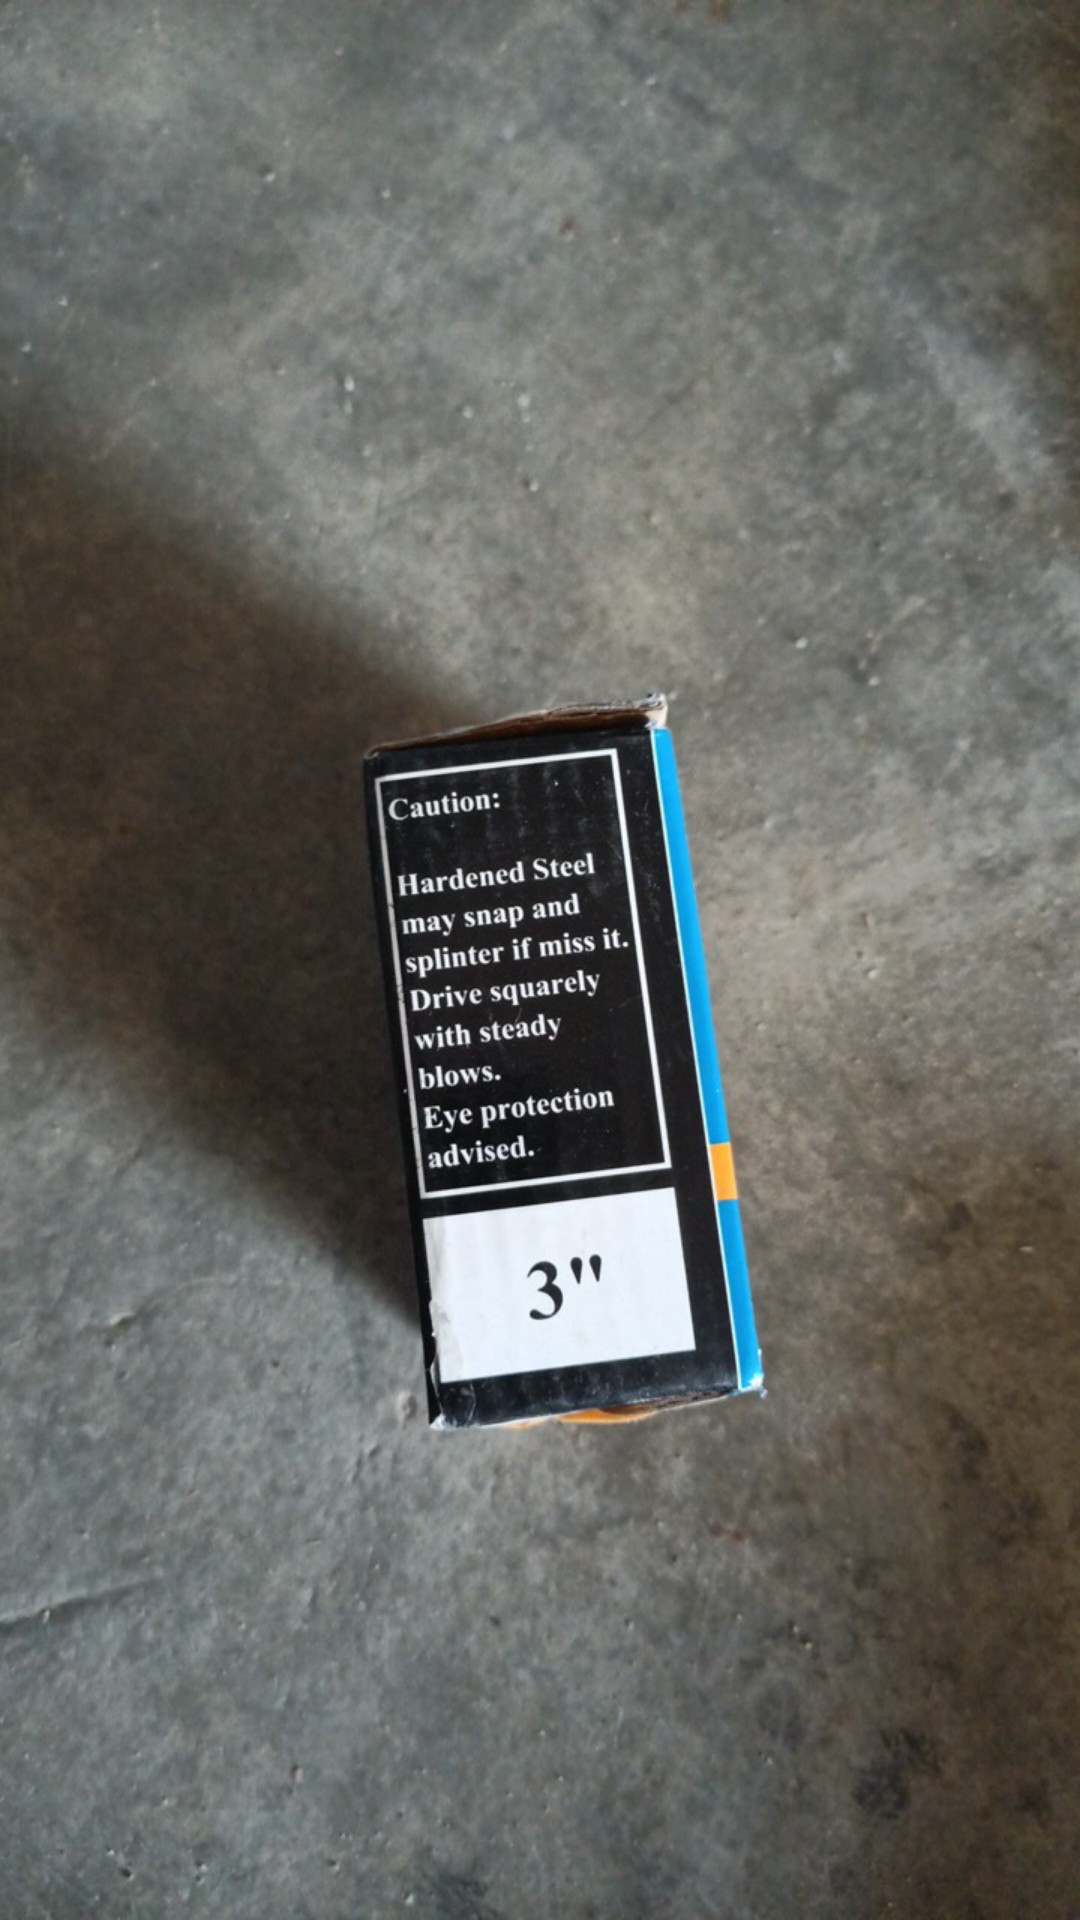 Caution:
Hardened Steel
may snap and
splinter if miss it.
Drive squarely
with steady
blows.
Eye protection
advised.
3"